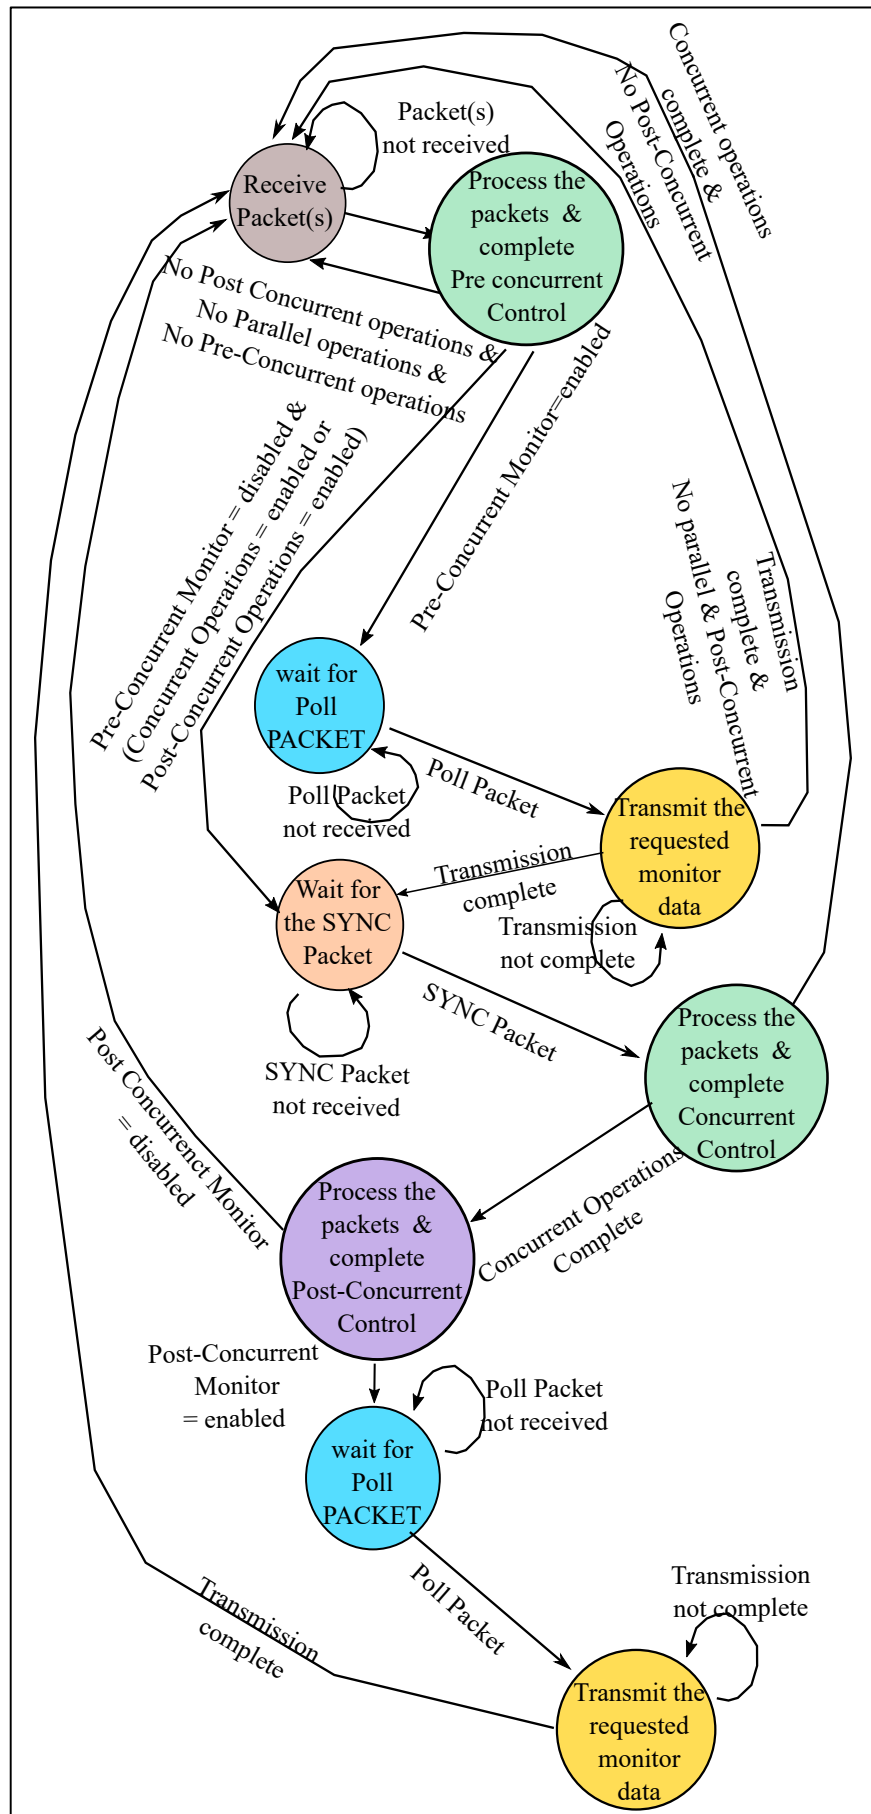 Concurrent operations
complete &
No Post-Concurrent
Operations
Packet(s)
not received
Receive
Packet(s)
Process the
packets &
complete
Pre concurrent
Control
No Post Concurrent operations &
No Parallel operations &
No Pre-Concurrent operations
Pre-Concurrent Monitor=enabled
Pre-Concurrent Monitor = disabled &
(Concurrent Operations = enabled or
Post-Concurrent Operations = enabled)
Transmission
complete &
No parallel & Post-Concurrent
Operations
wait for
Poll
PACKET
Poll Packet
not received
Poll Packet
Transmit the
requested
monitor
data
Transmission
complete
Transmission
not complete
Wait for
the SYNC
Packet
SYNC Packet
SYNC Packet
not received
Process the
packets &
complete
Concurrent
Control
Post Concurrenct Monitor
= disabled
Concurrent Operations
Complete
Process the
packets &
complete
Post-Concurrent
Control
Post-Concurrent
Monitor
= enabled
Poll Packet
not received
wait for
Poll
PACKET
Poll Packet
Transmission
complete
Transmission
not complete
Transmit the
requested
monitor
data